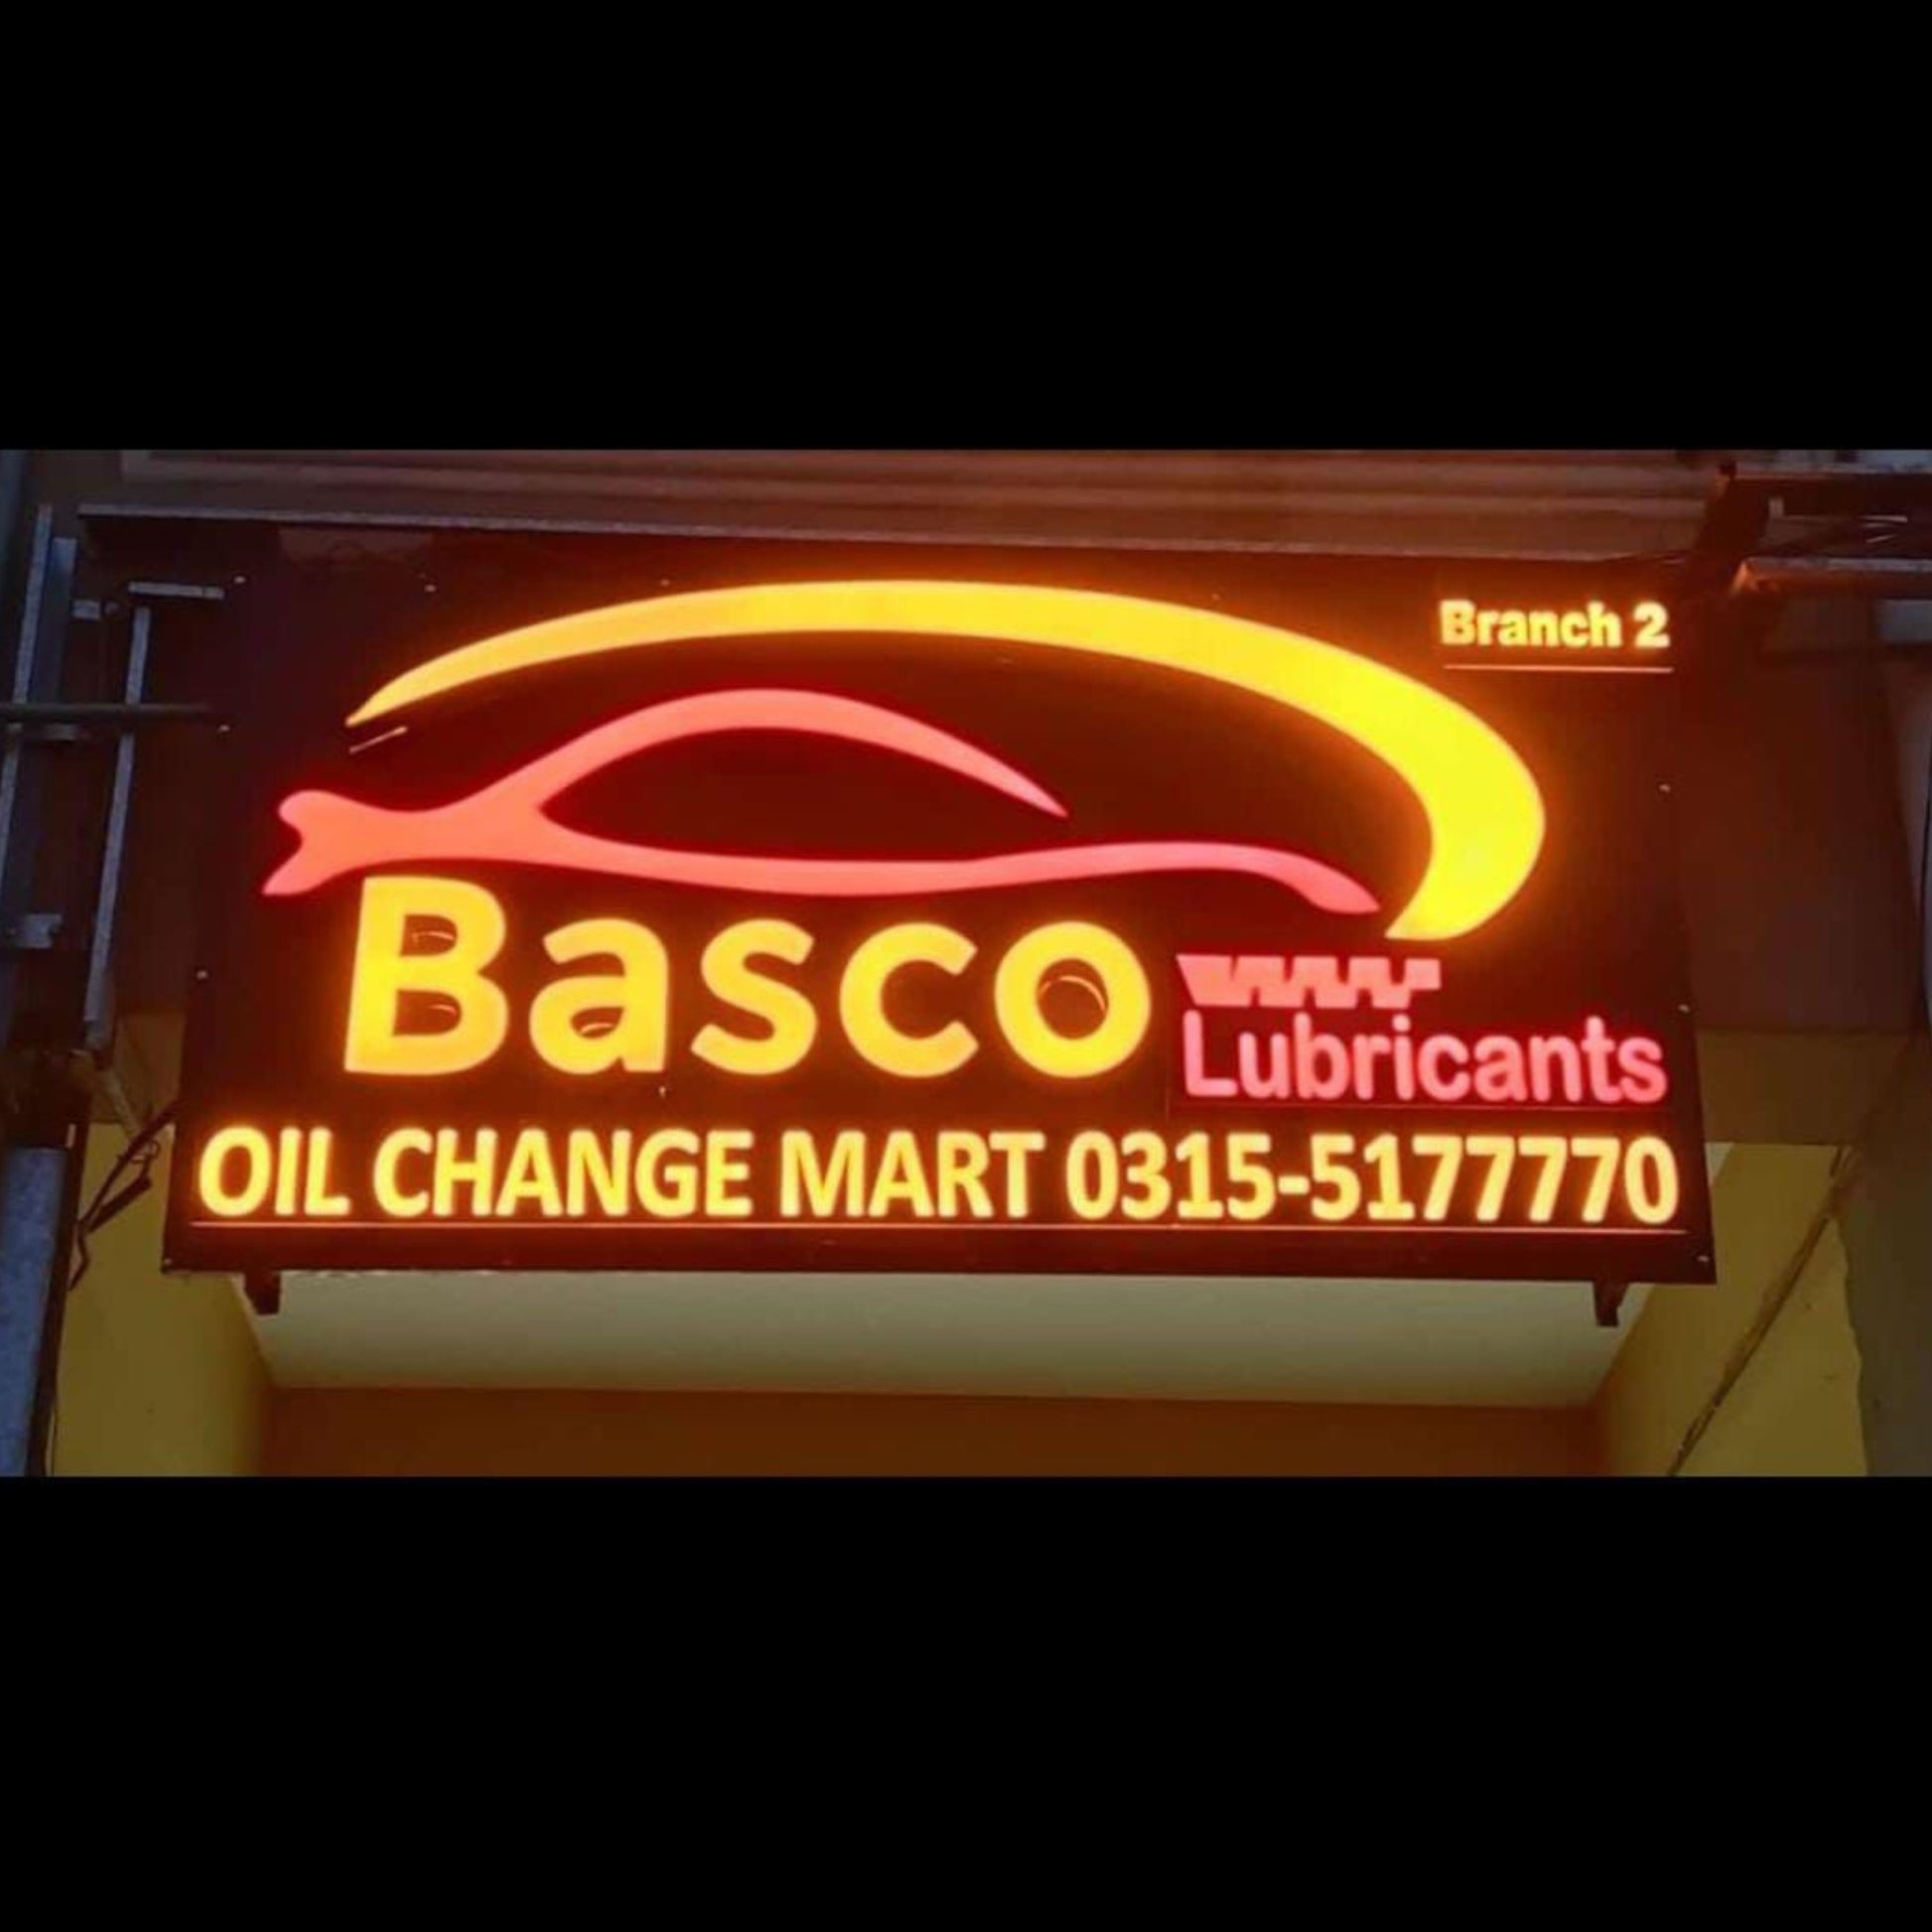 Branch 2
Basco
Lubricants
OIL CHANGE MART 0315-5177770